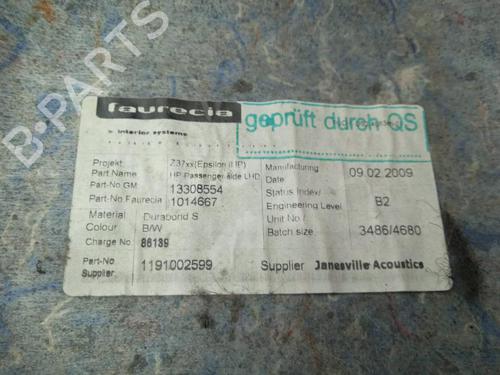 B-PARTS
faurecia
interior systems
geprüft durch QS
Projekt Z37xx(Epsilon (HP)
Part Name HP Passenger side LHD
Part-No GM 13308554
Part-No Faurecia 1014667
Material Durabond S
Colour B/W
Charge No 86139
Part-No Supplier 1191002599
Manufacturing Date 09.02.2009
Status Index/ Engineering Level B2
Unit No /
Batch size 3486/4680
Supplier Janesville Acoustics